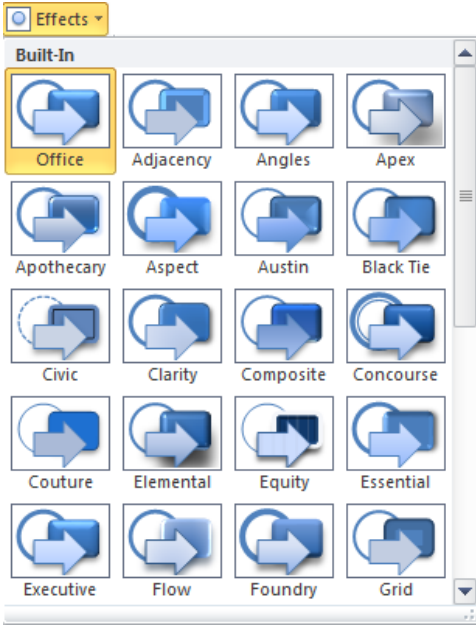 Effects
Built-In
Office Adjacency Angles Apex
Apothecary Aspect Austin Black Tie
Civic Clarity Composite Concourse
Couture Elemental Equity Essential
Executive Flow Foundry Grid